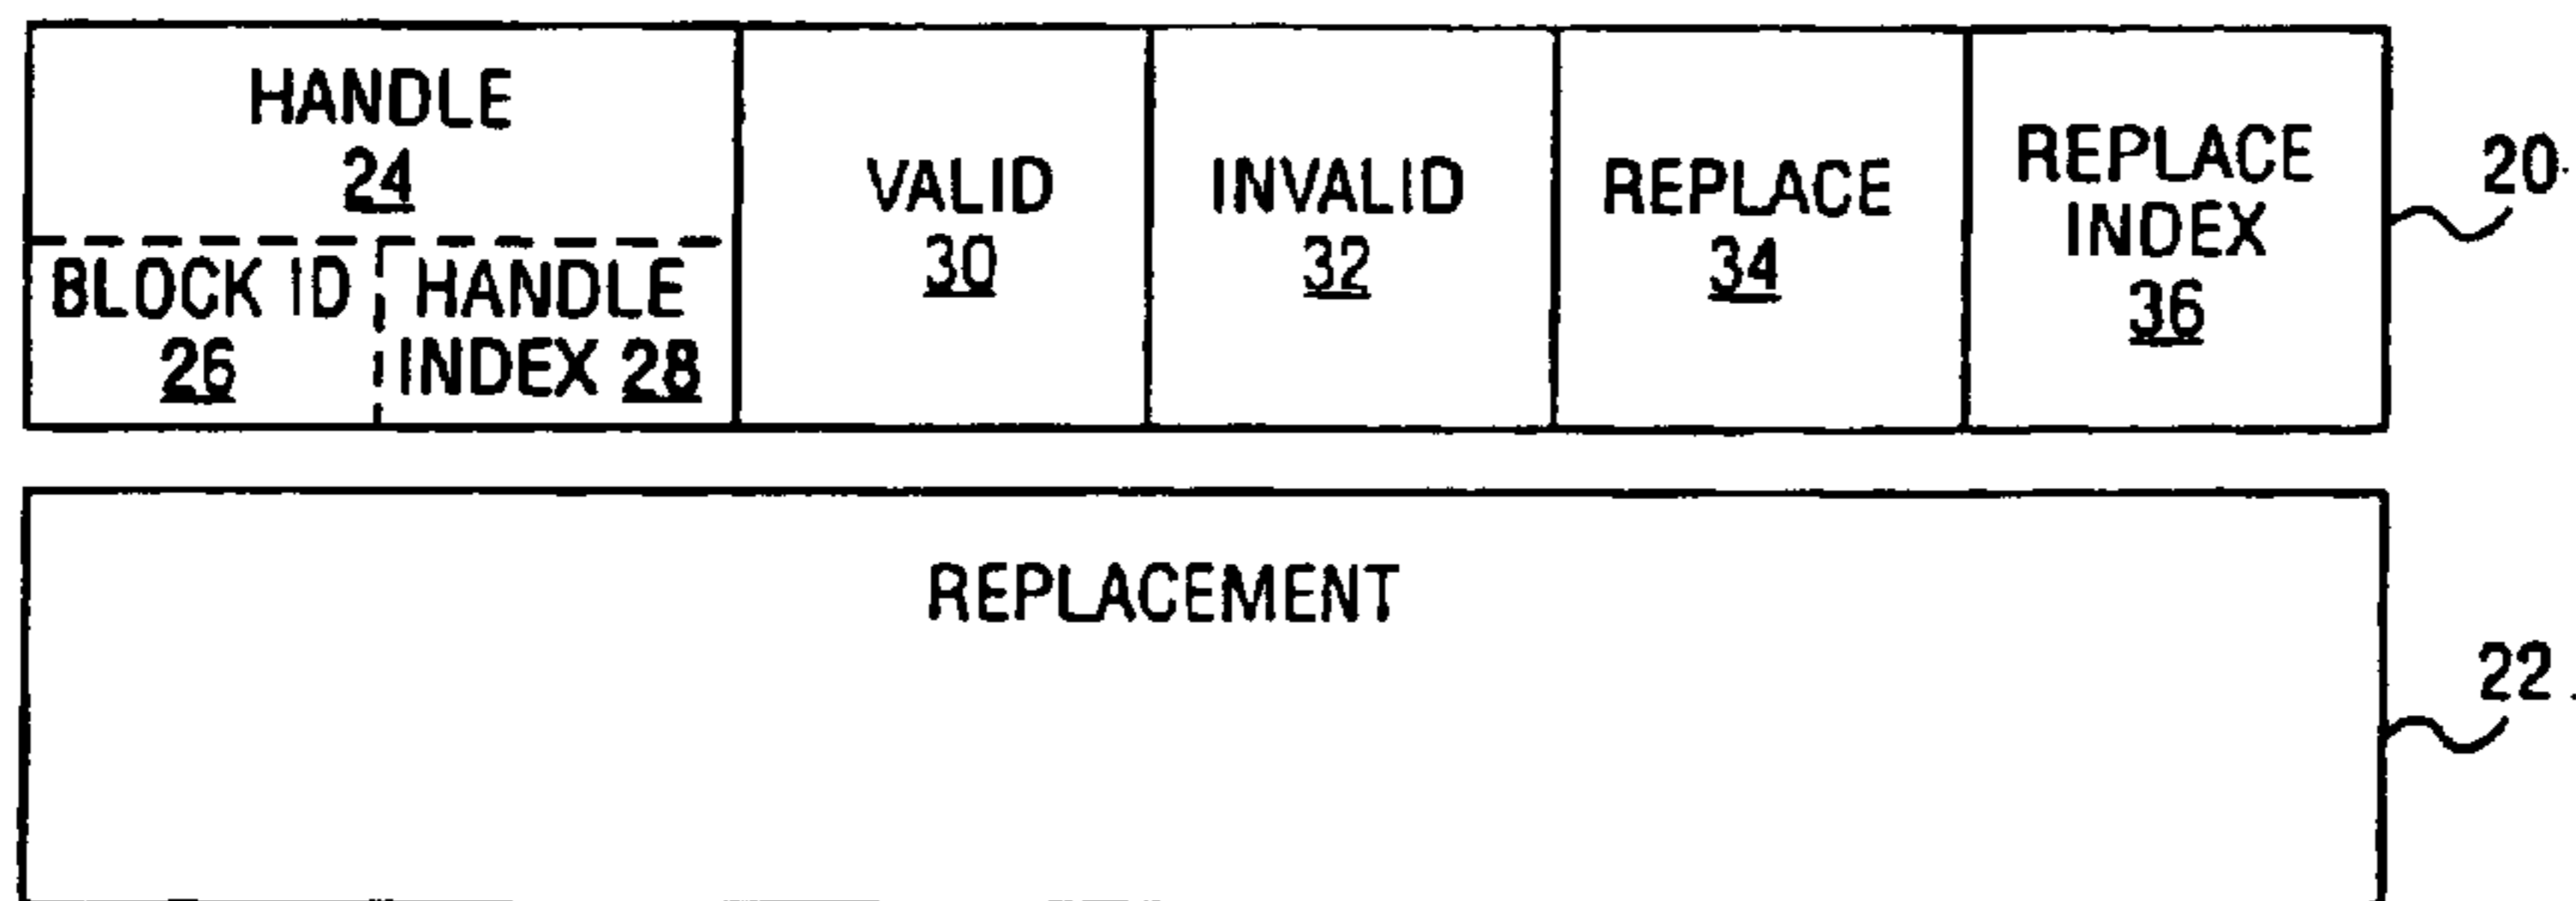 HANDLE
24
BLOCK ID
26
HANDLE
INDEX 28
VALID
30
INVALID
32
REPLACE
34
REPLACE
INDEX
36
20
REPLACEMENT
22